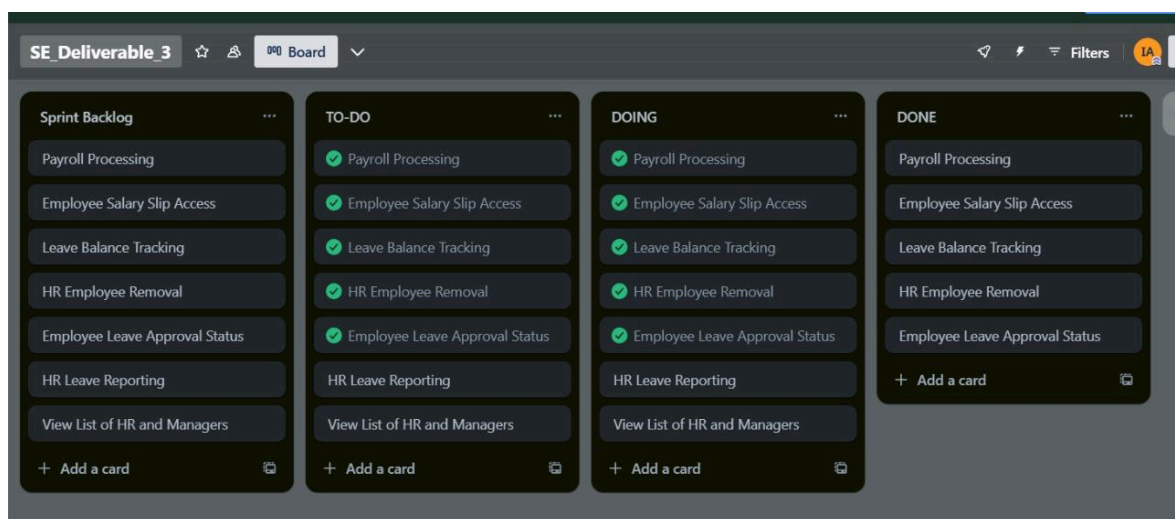 SE_Deliverable_3 Board Filters IA
Sprint Backlog
Payroll Processing
Employee Salary Slip Access
Leave Balance Tracking
HR Employee Removal
Employee Leave Approval Status
HR Leave Reporting
View List of HR and Managers
+ Add a card
TO-DO
Payroll Processing
Employee Salary Slip Access
Leave Balance Tracking
HR Employee Removal
Employee Leave Approval Status
HR Leave Reporting
View List of HR and Managers
+ Add a card
DOING
Payroll Processing
Employee Salary Slip Access
Leave Balance Tracking
HR Employee Removal
Employee Leave Approval Status
HR Leave Reporting
View List of HR and Managers
+ Add a card
DONE
Payroll Processing
Employee Salary Slip Access
Leave Balance Tracking
HR Employee Removal
Employee Leave Approval Status
+ Add a card